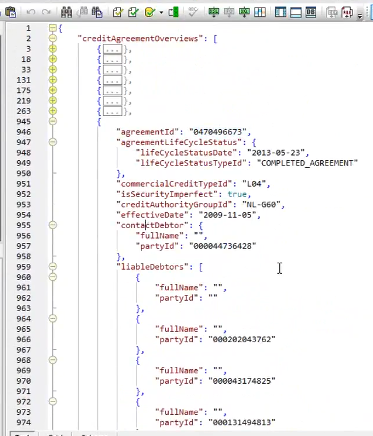 1 {
2 "creditAgreementOverviews": [
3 {...},
18 {...},
33 {...},
131 {...},
175 {...},
219 {...},
263 {...},
945 {
946 "agreementId": "0470496673",
947 "agreementLifeCycleStatus": {
948 "lifeCycleStatusDate": "2013-05-23",
949 "lifeCycleStatusType": "COMPLETED_AGREEMENT"
950 },
951 "commercialCreditTypeId": "L04",
952 "isSecurityImperfect": true,
953 "creditAuthorityGroupId": "NL-G60",
954 "effectiveDate": "2009-11-05",
955 "contactDebtor": {
956 "fullName": "",
957 "partyId": "000044736428"
958 },
959 "liableDebtors": [
960 {
961 "fullName": "",
962 "partyId": ""
963 },
964 {
965 "fullName": "",
966 "partyId": "000202043762"
967 },
968 {
969 "fullName": "",
970 "partyId": "000043174825"
971 },
972 {
973 "fullName": "",
974 "partyId": "000131494813"